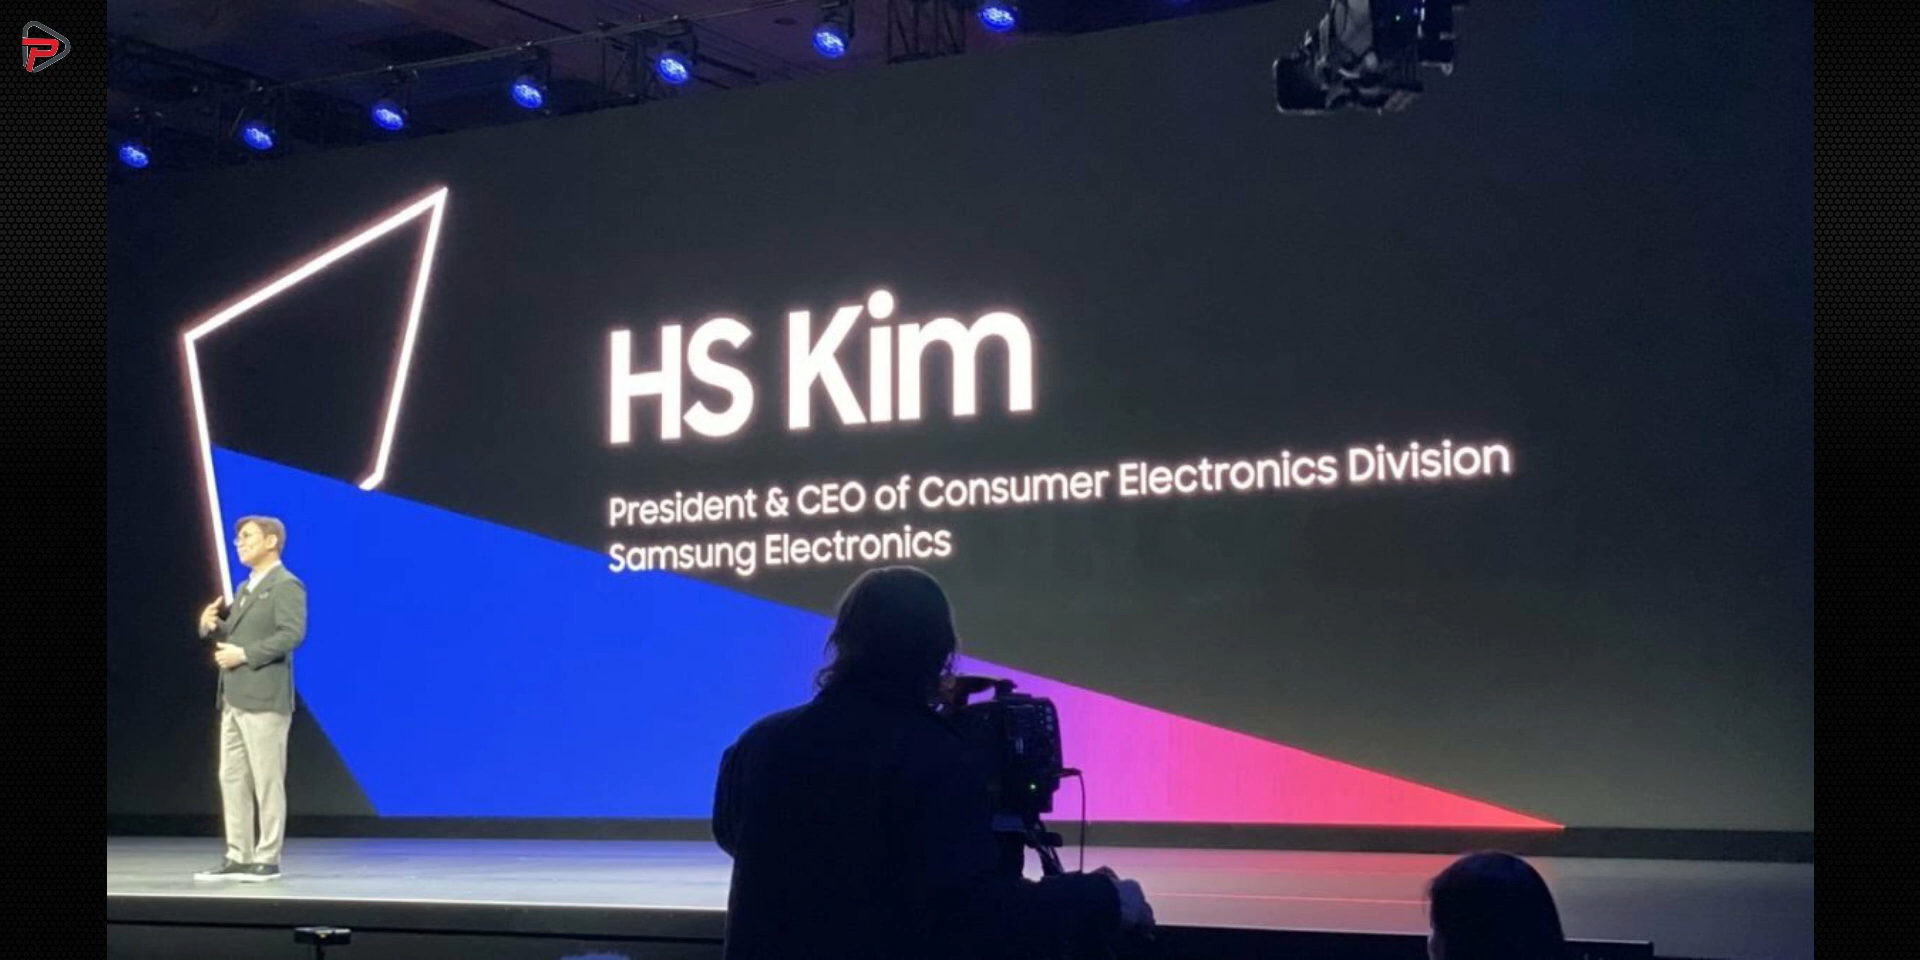 HS Kim
President & CEO of Consumer Electronics Division
Samsung Electronics